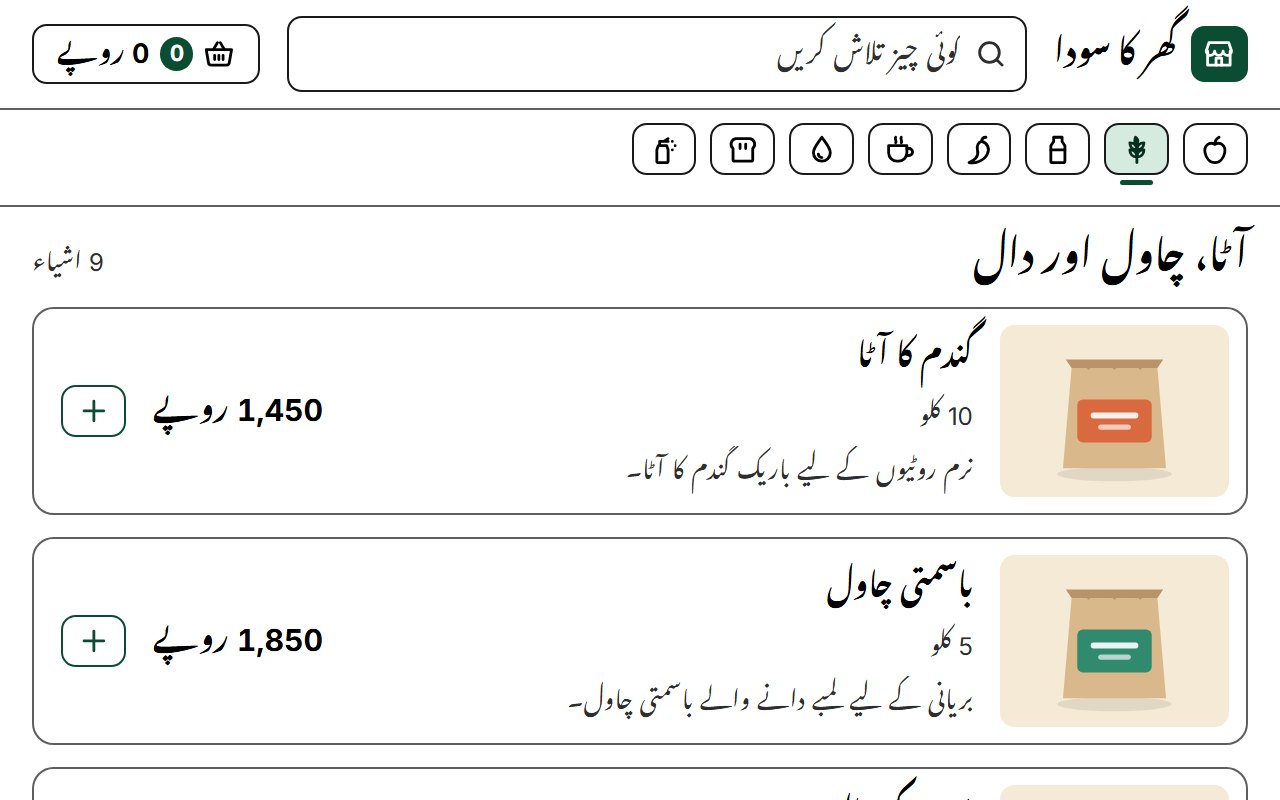 گھر کا سودا
کوئی چیز تلاش کریں
0 0 روپے
آٹا، چاول اور دال
9 اشیاء
گندم کا آٹا
10 کلو
نرم روٹیوں کے لیے باریک گندم کا آٹا۔
1,450 روپے
باسمتی چاول
5 کلو
بریانی کے لیے لمبے دانے والے باسمتی چاول۔
1,850 روپے